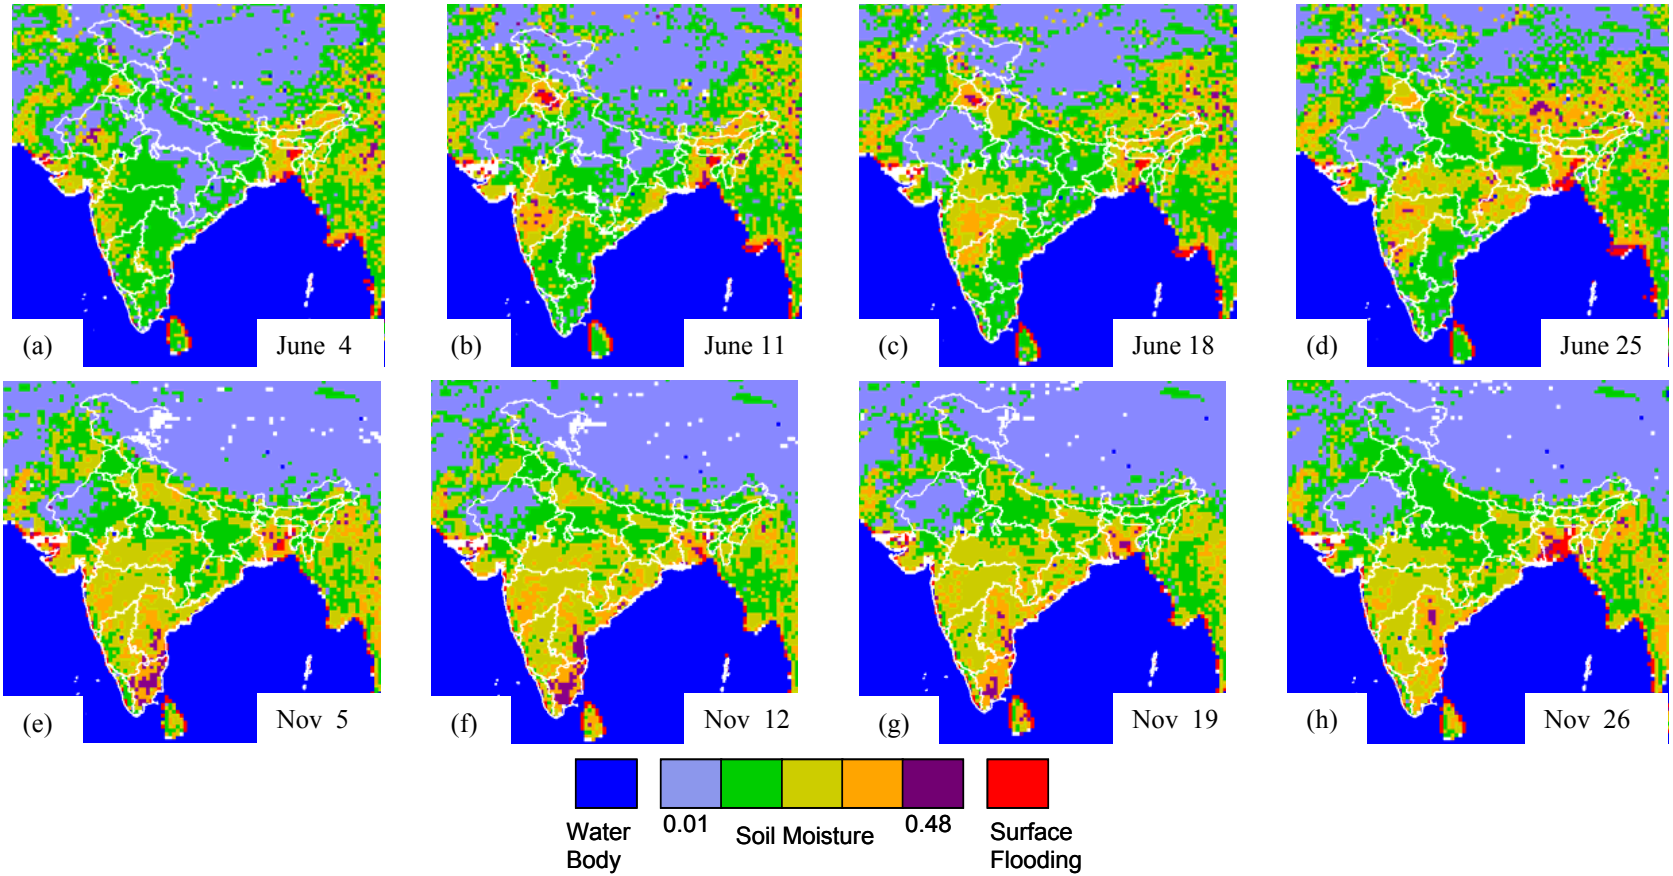 (a)
June 4
(b)
June 11
(c)
June 18
(d)
June 25
(e)
Nov 5
(f)
Nov 12
(g)
Nov 19
(h)
Nov 26
0.01
0.48
Water
Body
Soil Moisture
Surface
Flooding